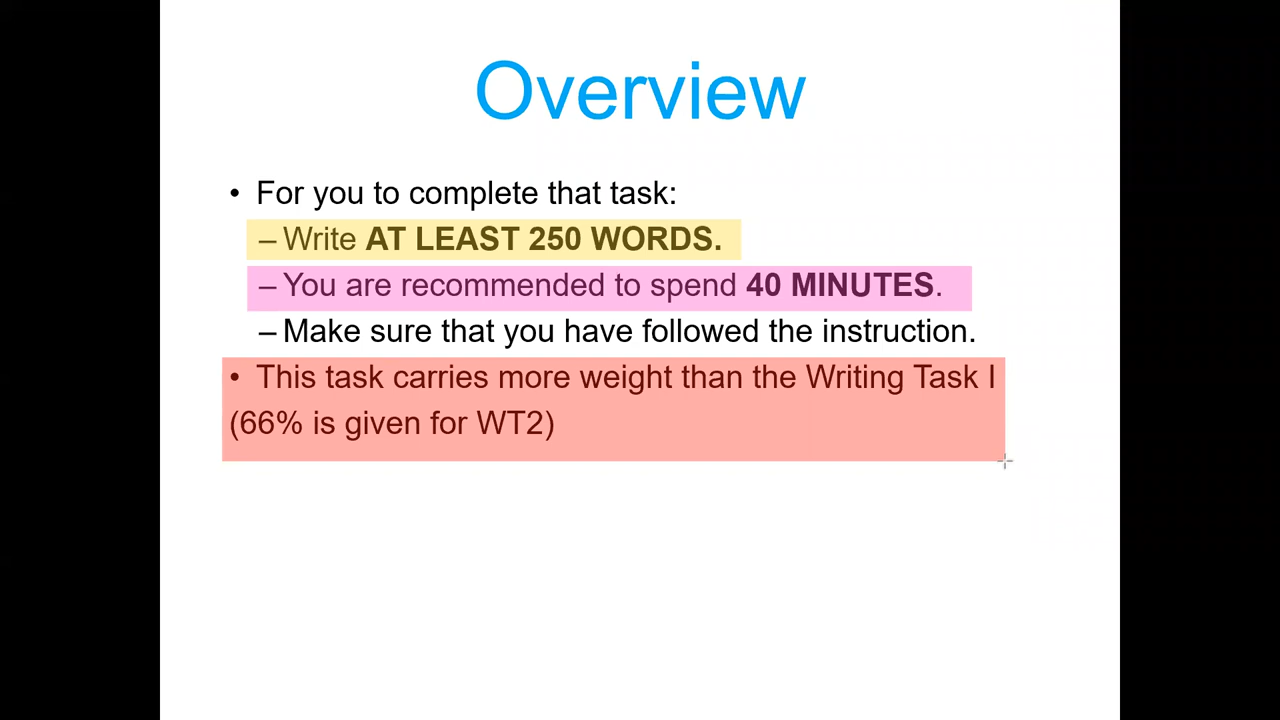 Overview
• For you to complete that task:
– Write AT LEAST 250 WORDS.
– You are recommended to spend 40 MINUTES.
– Make sure that you have followed the instruction.
• This task carries more weight than the Writing Task I
(66% is given for WT2)